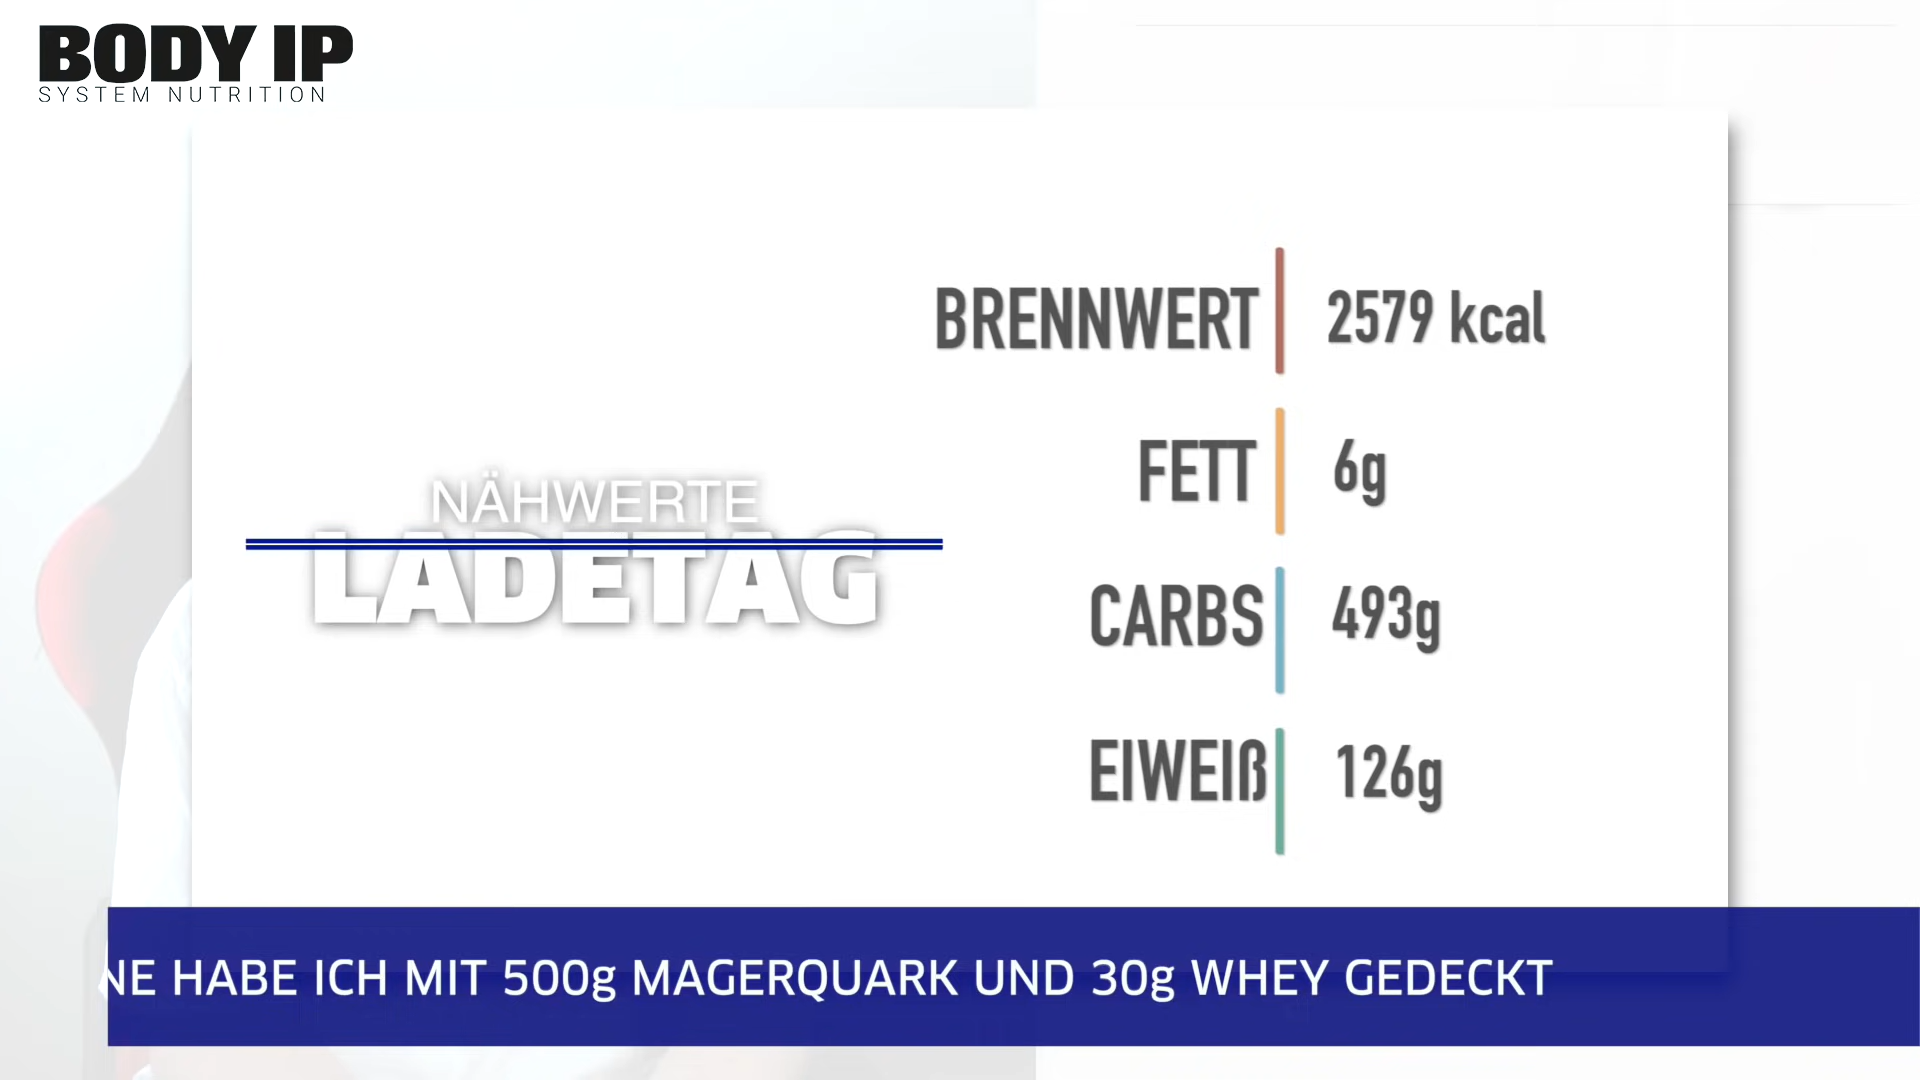 BODY IP
SYSTEM NUTRITION
NÄHWERTE
LADETAG
BRENNWERT 2579 kcal
FETT 6g
CARBS 493g
EIWEIß 126g
NE HABE ICH MIT 500g MAGERQUARK UND 30g WHEY GEDECKT